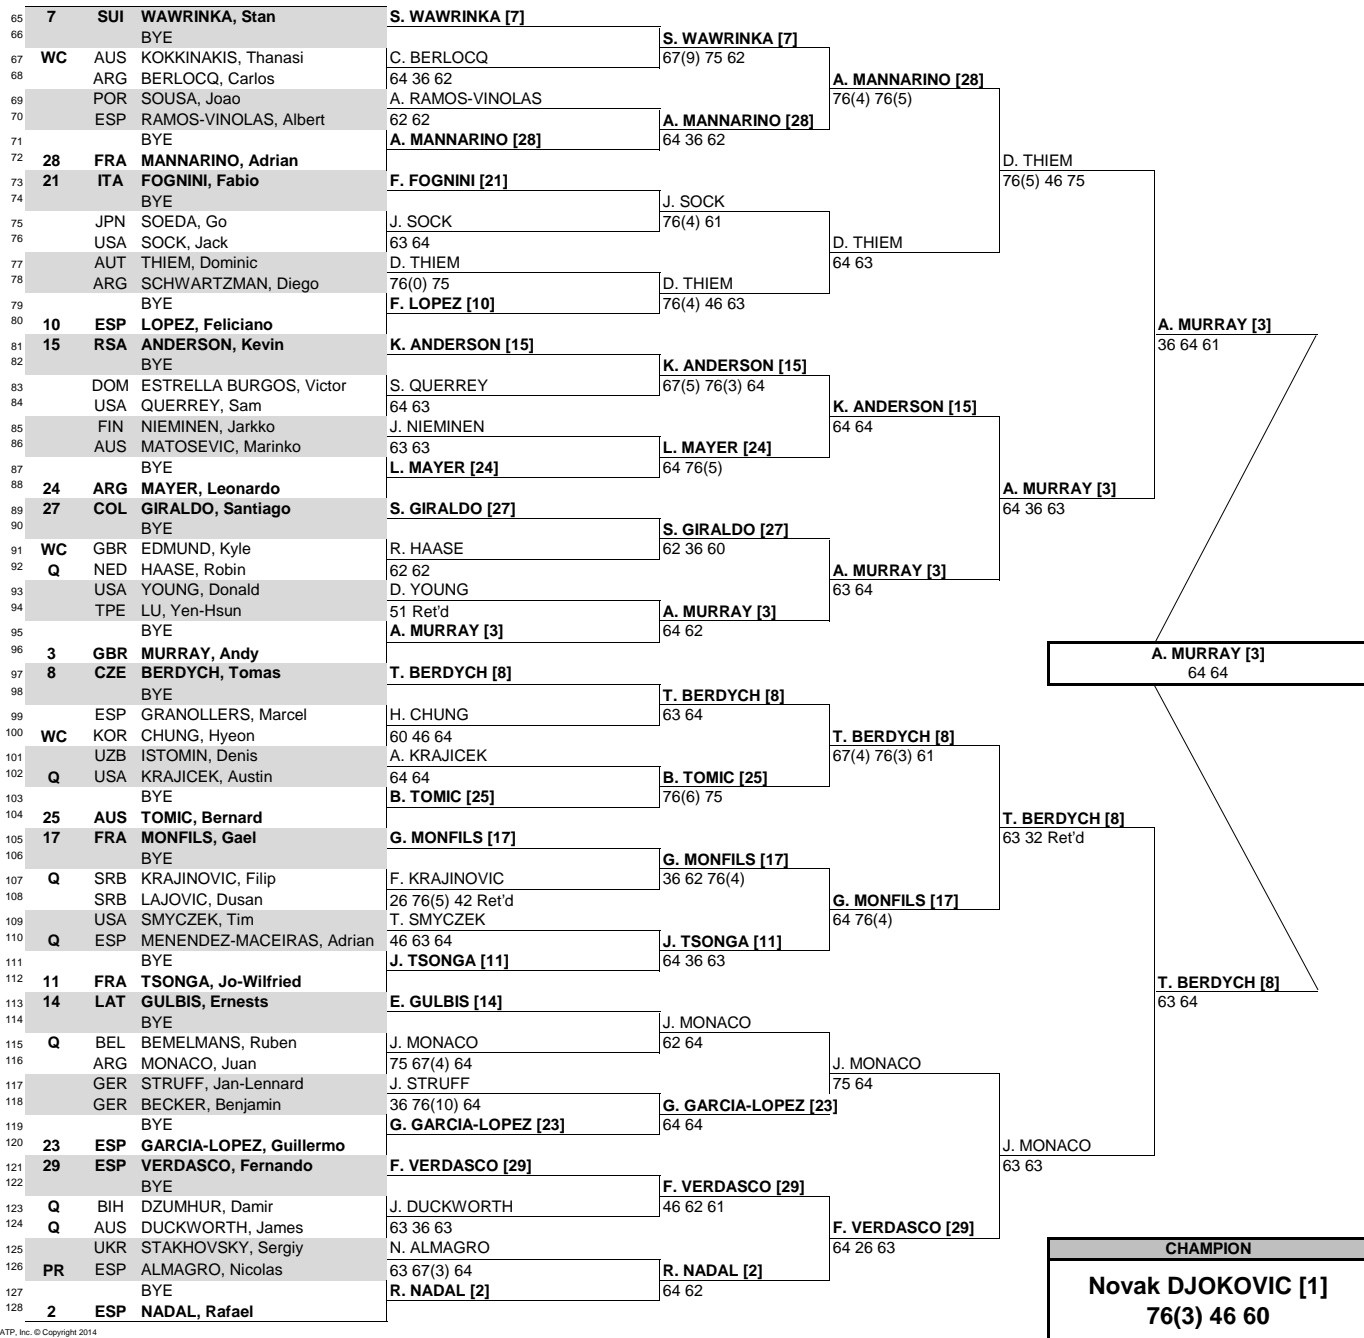 65 7 SUI WAWRINKA, Stan S. WAWRINKA [7]
66 BYE S. WAWRINKA [7]
67 WC AUS KOKKINAKIS, Thanasi C. BERLOCQ 67(9) 75 62
68 ARG BERLOCQ, Carlos 64 36 62 A. MANNARINO [28]
69 POR SOUSA, Joao A. RAMOS-VINOLAS 76(4) 76(5)
70 ESP RAMOS-VINOLAS, Albert 62 62 A. MANNARINO [28]
71 BYE A. MANNARINO [28] 64 36 62
72 28 FRA MANNARINO, Adrian D. THIEM
73 21 ITA FOGNINI, Fabio F. FOGNINI [21] 76(5) 46 75
74 BYE J. SOCK
75 JPN SOEDA, Go J. SOCK 76(4) 61
76 USA SOCK, Jack 63 64 D. THIEM
77 AUT THIEM, Dominic D. THIEM 64 63
78 ARG SCHWARTZMAN, Diego 76(0) 75 D. THIEM
79 BYE F. LOPEZ [10] 76(4) 46 63
80 10 ESP LOPEZ, Feliciano A. MURRAY [3]
81 15 RSA ANDERSON, Kevin K. ANDERSON [15] 36 64 61
82 BYE K. ANDERSON [15]
83 DOM ESTRELLA BURGOS, Victor S. QUERREY 67(5) 76(3) 64
84 USA QUERREY, Sam 64 63 K. ANDERSON [15]
85 FIN NIEMINEN, Jarkko J. NIEMINEN 64 64
86 AUS MATOSEVIC, Marinko 63 63 L. MAYER [24]
87 BYE L. MAYER [24] 64 76(5)
88 24 ARG MAYER, Leonardo A. MURRAY [3]
89 27 COL GIRALDO, Santiago S. GIRALDO [27] 64 36 63
90 BYE S. GIRALDO [27]
91 WC GBR EDMUND, Kyle R. HAASE 62 36 60
92 Q NED HAASE, Robin 62 62 A. MURRAY [3]
93 USA YOUNG, Donald D. YOUNG 63 64
94 TPE LU, Yen-Hsun 51 Ret'd A. MURRAY [3]
95 BYE A. MURRAY [3] 64 62
96 3 GBR MURRAY, Andy A. MURRAY [3]
97 8 CZE BERDYCH, Tomas T. BERDYCH [8] 64 64
98 BYE T. BERDYCH [8]
99 ESP GRANOLLERS, Marcel H. CHUNG 63 64
100 WC KOR CHUNG, Hyeon 60 46 64 T. BERDYCH [8]
101 UZB ISTOMIN, Denis A. KRAJICEK 67(4) 76(3) 61
102 Q USA KRAJICEK, Austin 64 64 B. TOMIC [25]
103 BYE B. TOMIC [25] 76(6) 75
104 25 AUS TOMIC, Bernard T. BERDYCH [8]
105 17 FRA MONFILS, Gael G. MONFILS [17] 63 32 Ret'd
106 BYE G. MONFILS [17]
107 Q SRB KRAJINOVIC, Filip F. KRAJINOVIC 36 62 76(4)
108 SRB LAJOVIC, Dusan 26 76(5) 42 Ret'd G. MONFILS [17]
109 USA SMYCZEK, Tim T. SMYCZEK 64 76(4)
110 Q ESP MENENDEZ-MACEIRAS, Adrian 46 63 64 J. TSONGA [11]
111 BYE J. TSONGA [11] 64 36 63
112 11 FRA TSONGA, Jo-Wilfried T. BERDYCH [8]
113 14 LAT GULBIS, Ernests E. GULBIS [14] 63 64
114 BYE J. MONACO
115 Q BEL BEMELMANS, Ruben J. MONACO 62 64
116 ARG MONACO, Juan 75 67(4) 64 J. MONACO
117 GER STRUFF, Jan-Lennard J. STRUFF 75 64
118 GER BECKER, Benjamin 36 76(10) 64 G. GARCIA-LOPEZ [23]
119 BYE G. GARCIA-LOPEZ [23] 64 64
120 23 ESP GARCIA-LOPEZ, Guillermo J. MONACO
121 29 ESP VERDASCO, Fernando F. VERDASCO [29] 63 63
122 BYE F. VERDASCO [29]
123 Q BIH DZUMHUR, Damir J. DUCKWORTH 46 62 61
124 Q AUS DUCKWORTH, James 63 36 63 F. VERDASCO [29]
125 UKR STAKHOVSKY, Sergiy N. ALMAGRO 64 26 63 CHAMPION
126 PR ESP ALMAGRO, Nicolas 63 67(3) 64 R. NADAL [2]
127 BYE R. NADAL [2] 64 62 Novak DJOKOVIC [1]
128 2 ESP NADAL, Rafael 76(3) 46 60
ATP, Inc. © Copyright 2014